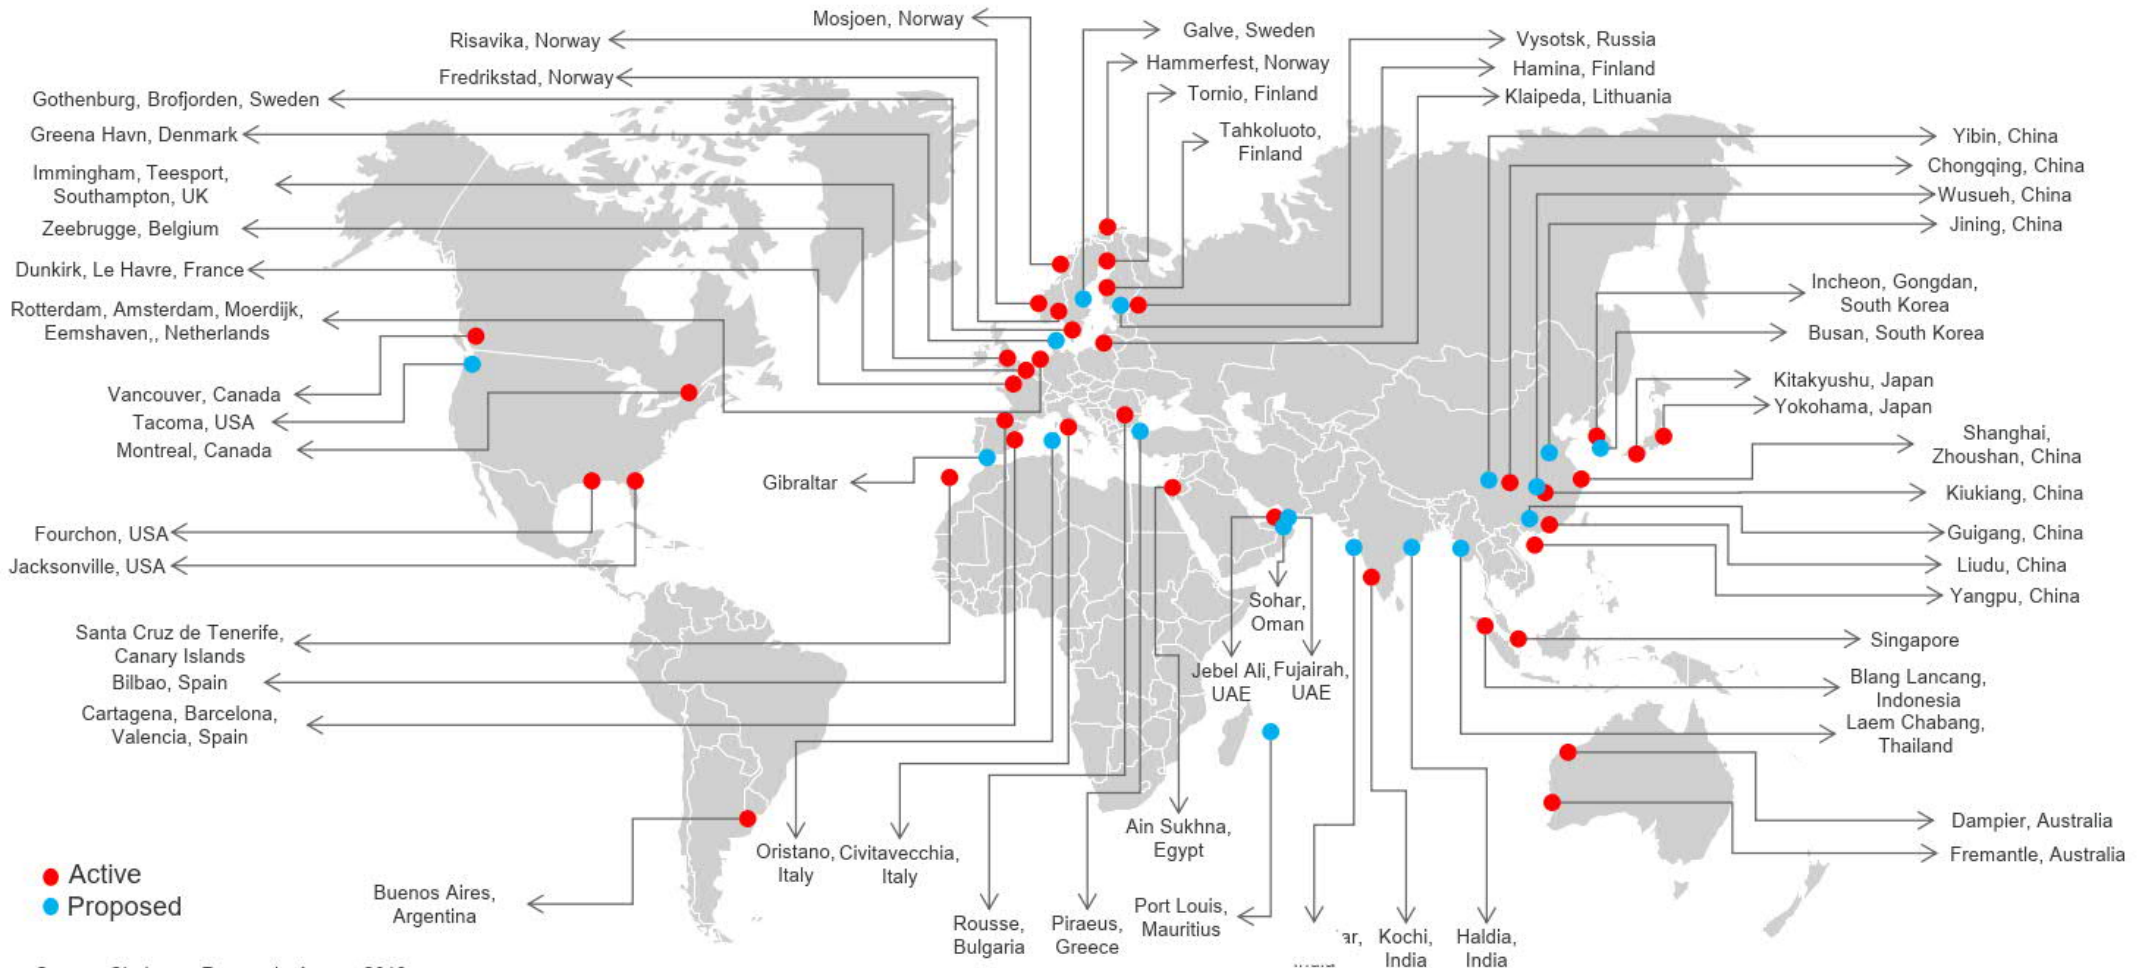 Mosjoen, Norway
Risavika, Norway
Fredrikstad, Norway
Gothenburg, Brofjorden, Sweden
Greena Havn, Denmark
Immingham, Teesport,
Southampton, UK
Zeebrugge, Belgium
Dunkirk, Le Havre, France
Rotterdam, Amsterdam, Moerdijk,
Eemshaven,, Netherlands
Vancouver, Canada
Tacoma, USA
Montreal, Canada
Fourchon, USA
Jacksonville, USA
Santa Cruz de Tenerife,
Canary Islands
Bilbao, Spain
Cartagena, Barcelona,
Valencia, Spain
Buenos Aires,
Argentina
Active
Proposed
Gibraltar
Galve, Sweden
Hammerfest, Norway
Tornio, Finland
Tahkoluoto,
Finland
Vysotsk, Russia
Hamina, Finland
Klaipeda, Lithuania
Yibin, China
Chongqing, China
Wusueh, China
Jining, China
Incheon, Gongdan,
South Korea
Busan, South Korea
Kitakyushu, Japan
Yokohama, Japan
Shanghai,
Zhoushan, China
Kiukiang, China
Guigang, China
Liudu, China
Yangpu, China
Singapore
Blang Lancang,
Indonesia
Laem Chabang,
Thailand
Dampier, Australia
Fremantle, Australia
Sohar,
Oman
Jebel Ali,
UAE
Fujairah,
UAE
Oristano,
Italy
Civitavecchia,
Italy
Ain Sukhna,
Egypt
Rousse,
Bulgaria
Piraeus,
Greece
Port Louis,
Mauritius
Kochi,
India
Haldia,
India